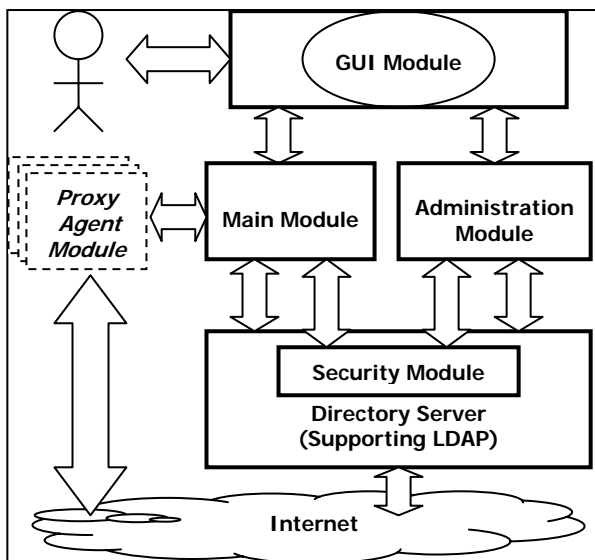 GUI Module
Proxy
Agent
Module
Main Module
Administration
Module
Security Module
Directory Server
(Supporting LDAP)
Internet